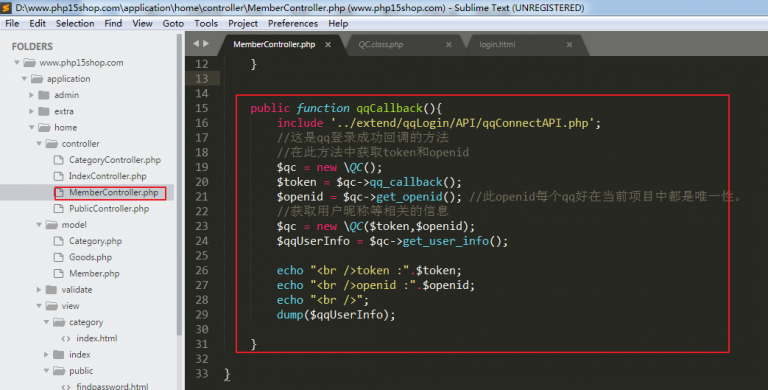 D:\www.php15shop.com\application\home\controller\MemberController.php (www.php15shop.com) - Sublime Text (UNREGISTERED)
File Edit Selection Find View Goto Tools Project Preferences Help
FOLDERS
www.php15shop.com
application
admin
extra
home
controller
CategoryController.php
IndexController.php
MemberController.php
PublicController.php
model
Category.php
Goods.php
Member.php
validate
view
category
index.html
index
public
findpassword.html
MemberController.php QC.class.php login.html
12 }
13
14
15 public function qqCallback(){
16 include '../extend/qqLogin/API/qqConnectAPI.php';
17 //这是qq登录成功回调的方法
18 //在此方法中获取token和openid
19 $qc = new \QC();
20 $token = $qc->qq_callback();
21 $openid = $qc->get_openid(); //此openid每个qq好在当前项目中都是唯一性。
22 //获取用户昵称等相关的信息
23 $qc = new \QC($token,$openid);
24 $qqUserInfo = $qc->get_user_info();
25
26 echo "<br />token :".$token;
27 echo "<br />openid :".$openid;
28 echo "<br />";
29 dump($qqUserInfo);
30
31 }
32
33 }